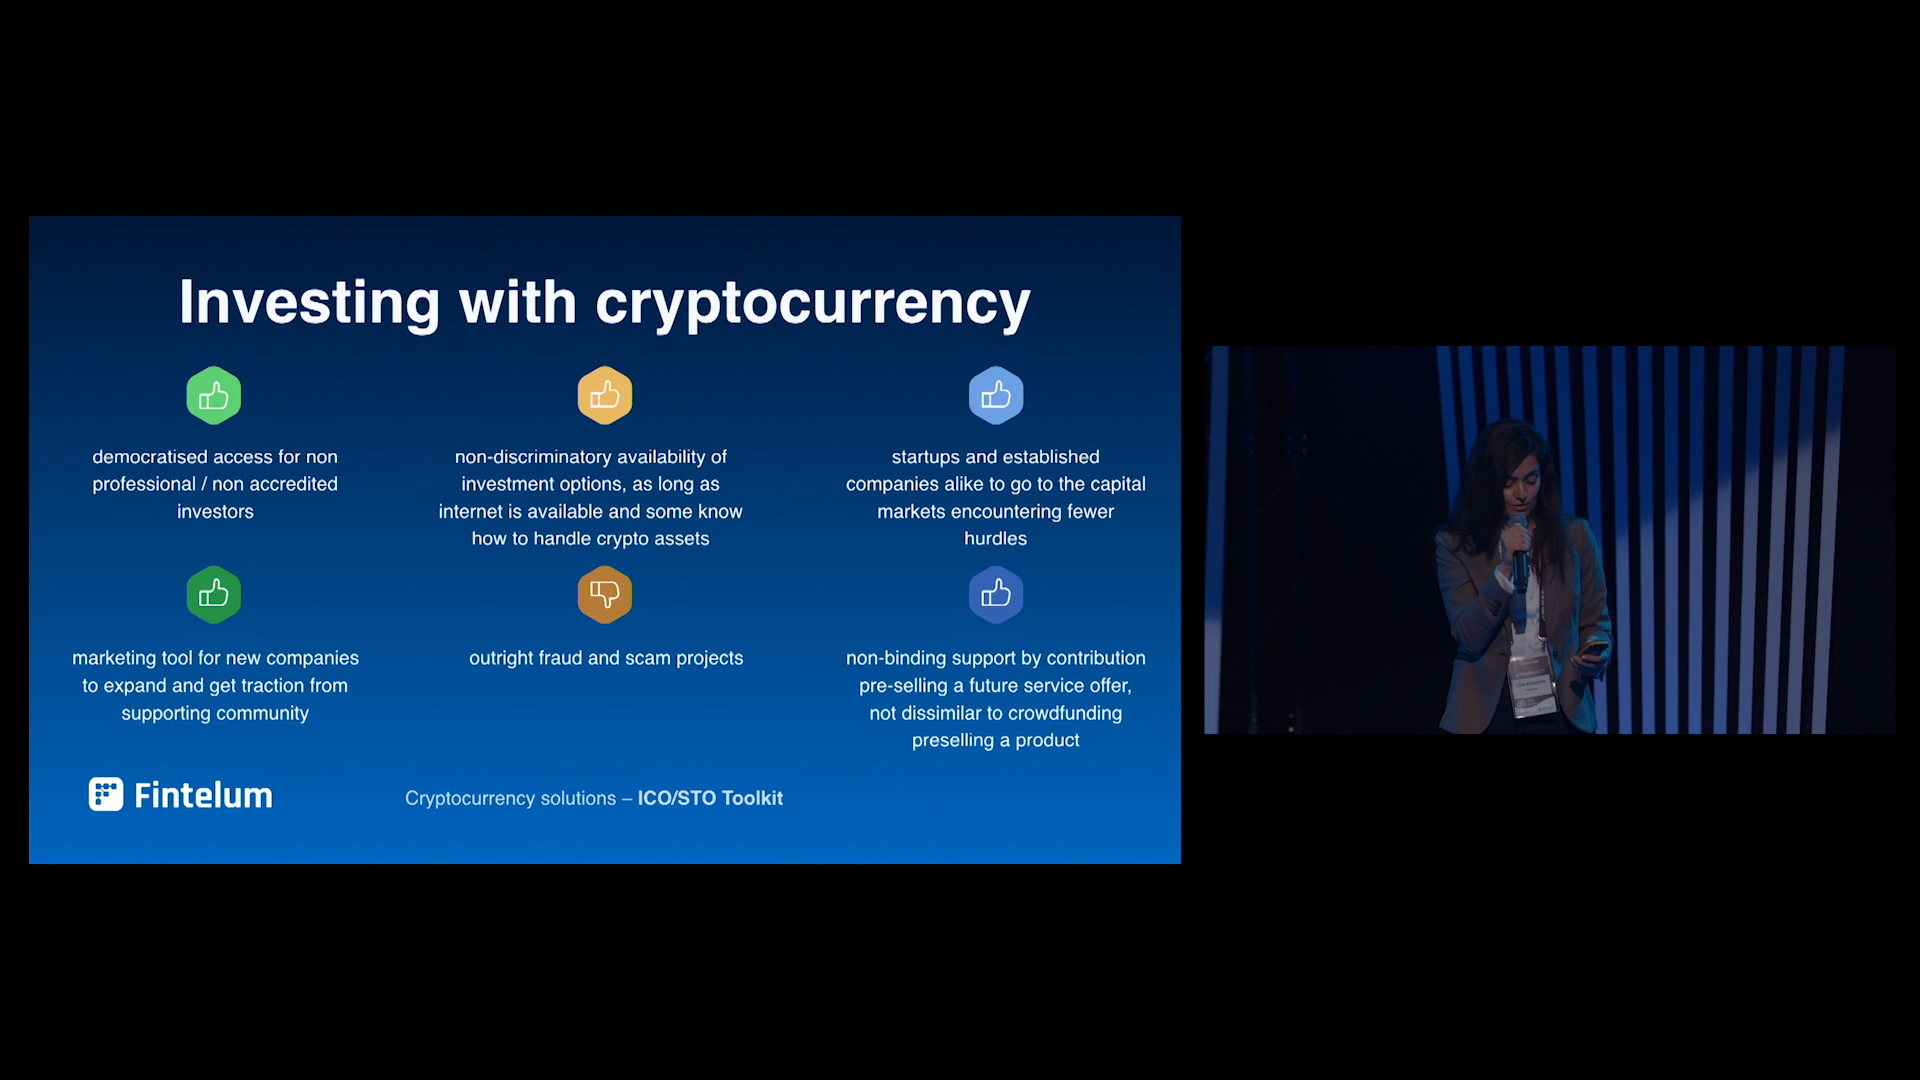 Investing with cryptocurrency
democratised access for non
professional / non accredited
investors
non-discriminatory availability of
investment options, as long as
internet is available and some know
how to handle crypto assets
startups and established
companies alike to go to the capital
markets encountering fewer
hurdles
marketing tool for new companies
to expand and get traction from
supporting community
outright fraud and scam projects
non-binding support by contribution
pre-selling a future service offer,
not dissimilar to crowdfunding
preselling a product
Fintelum
Cryptocurrency solutions – ICO/STO Toolkit